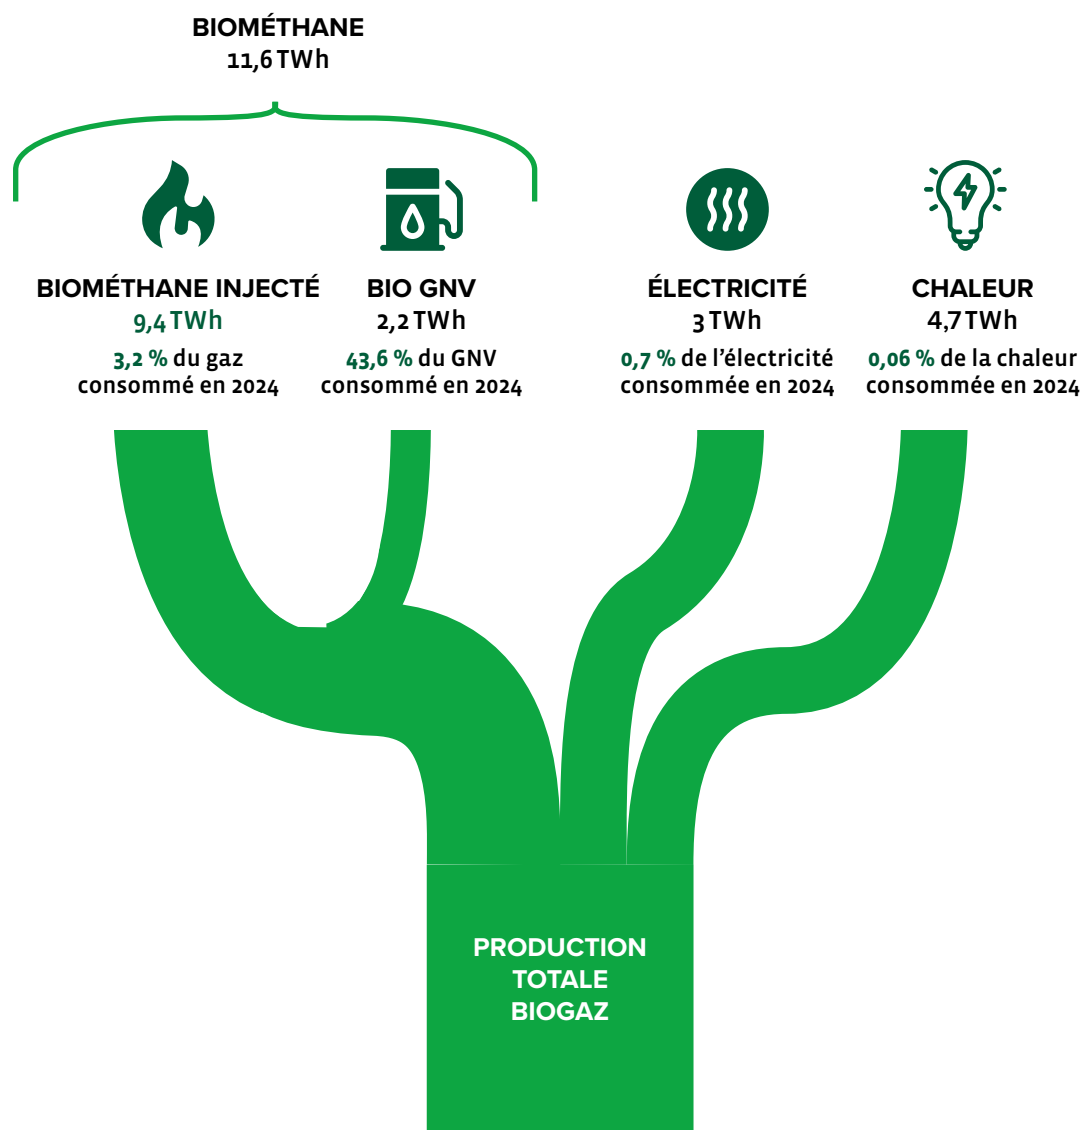 BIOMÉTHANE
11,6 TWh
BIOMÉTHANE INJECTÉ
9,4 TWh
3,2 % du gaz
consommé en 2024
BIO GNV
2,2 TWh
43,6 % du GNV
consommé en 2024
ÉLECTRICITÉ
3 TWh
0,7 % de l’électricité
consommée en 2024
CHALEUR
4,7 TWh
0,06 % de la chaleur
consommée en 2024
PRODUCTION
TOTALE
BIOGAZ